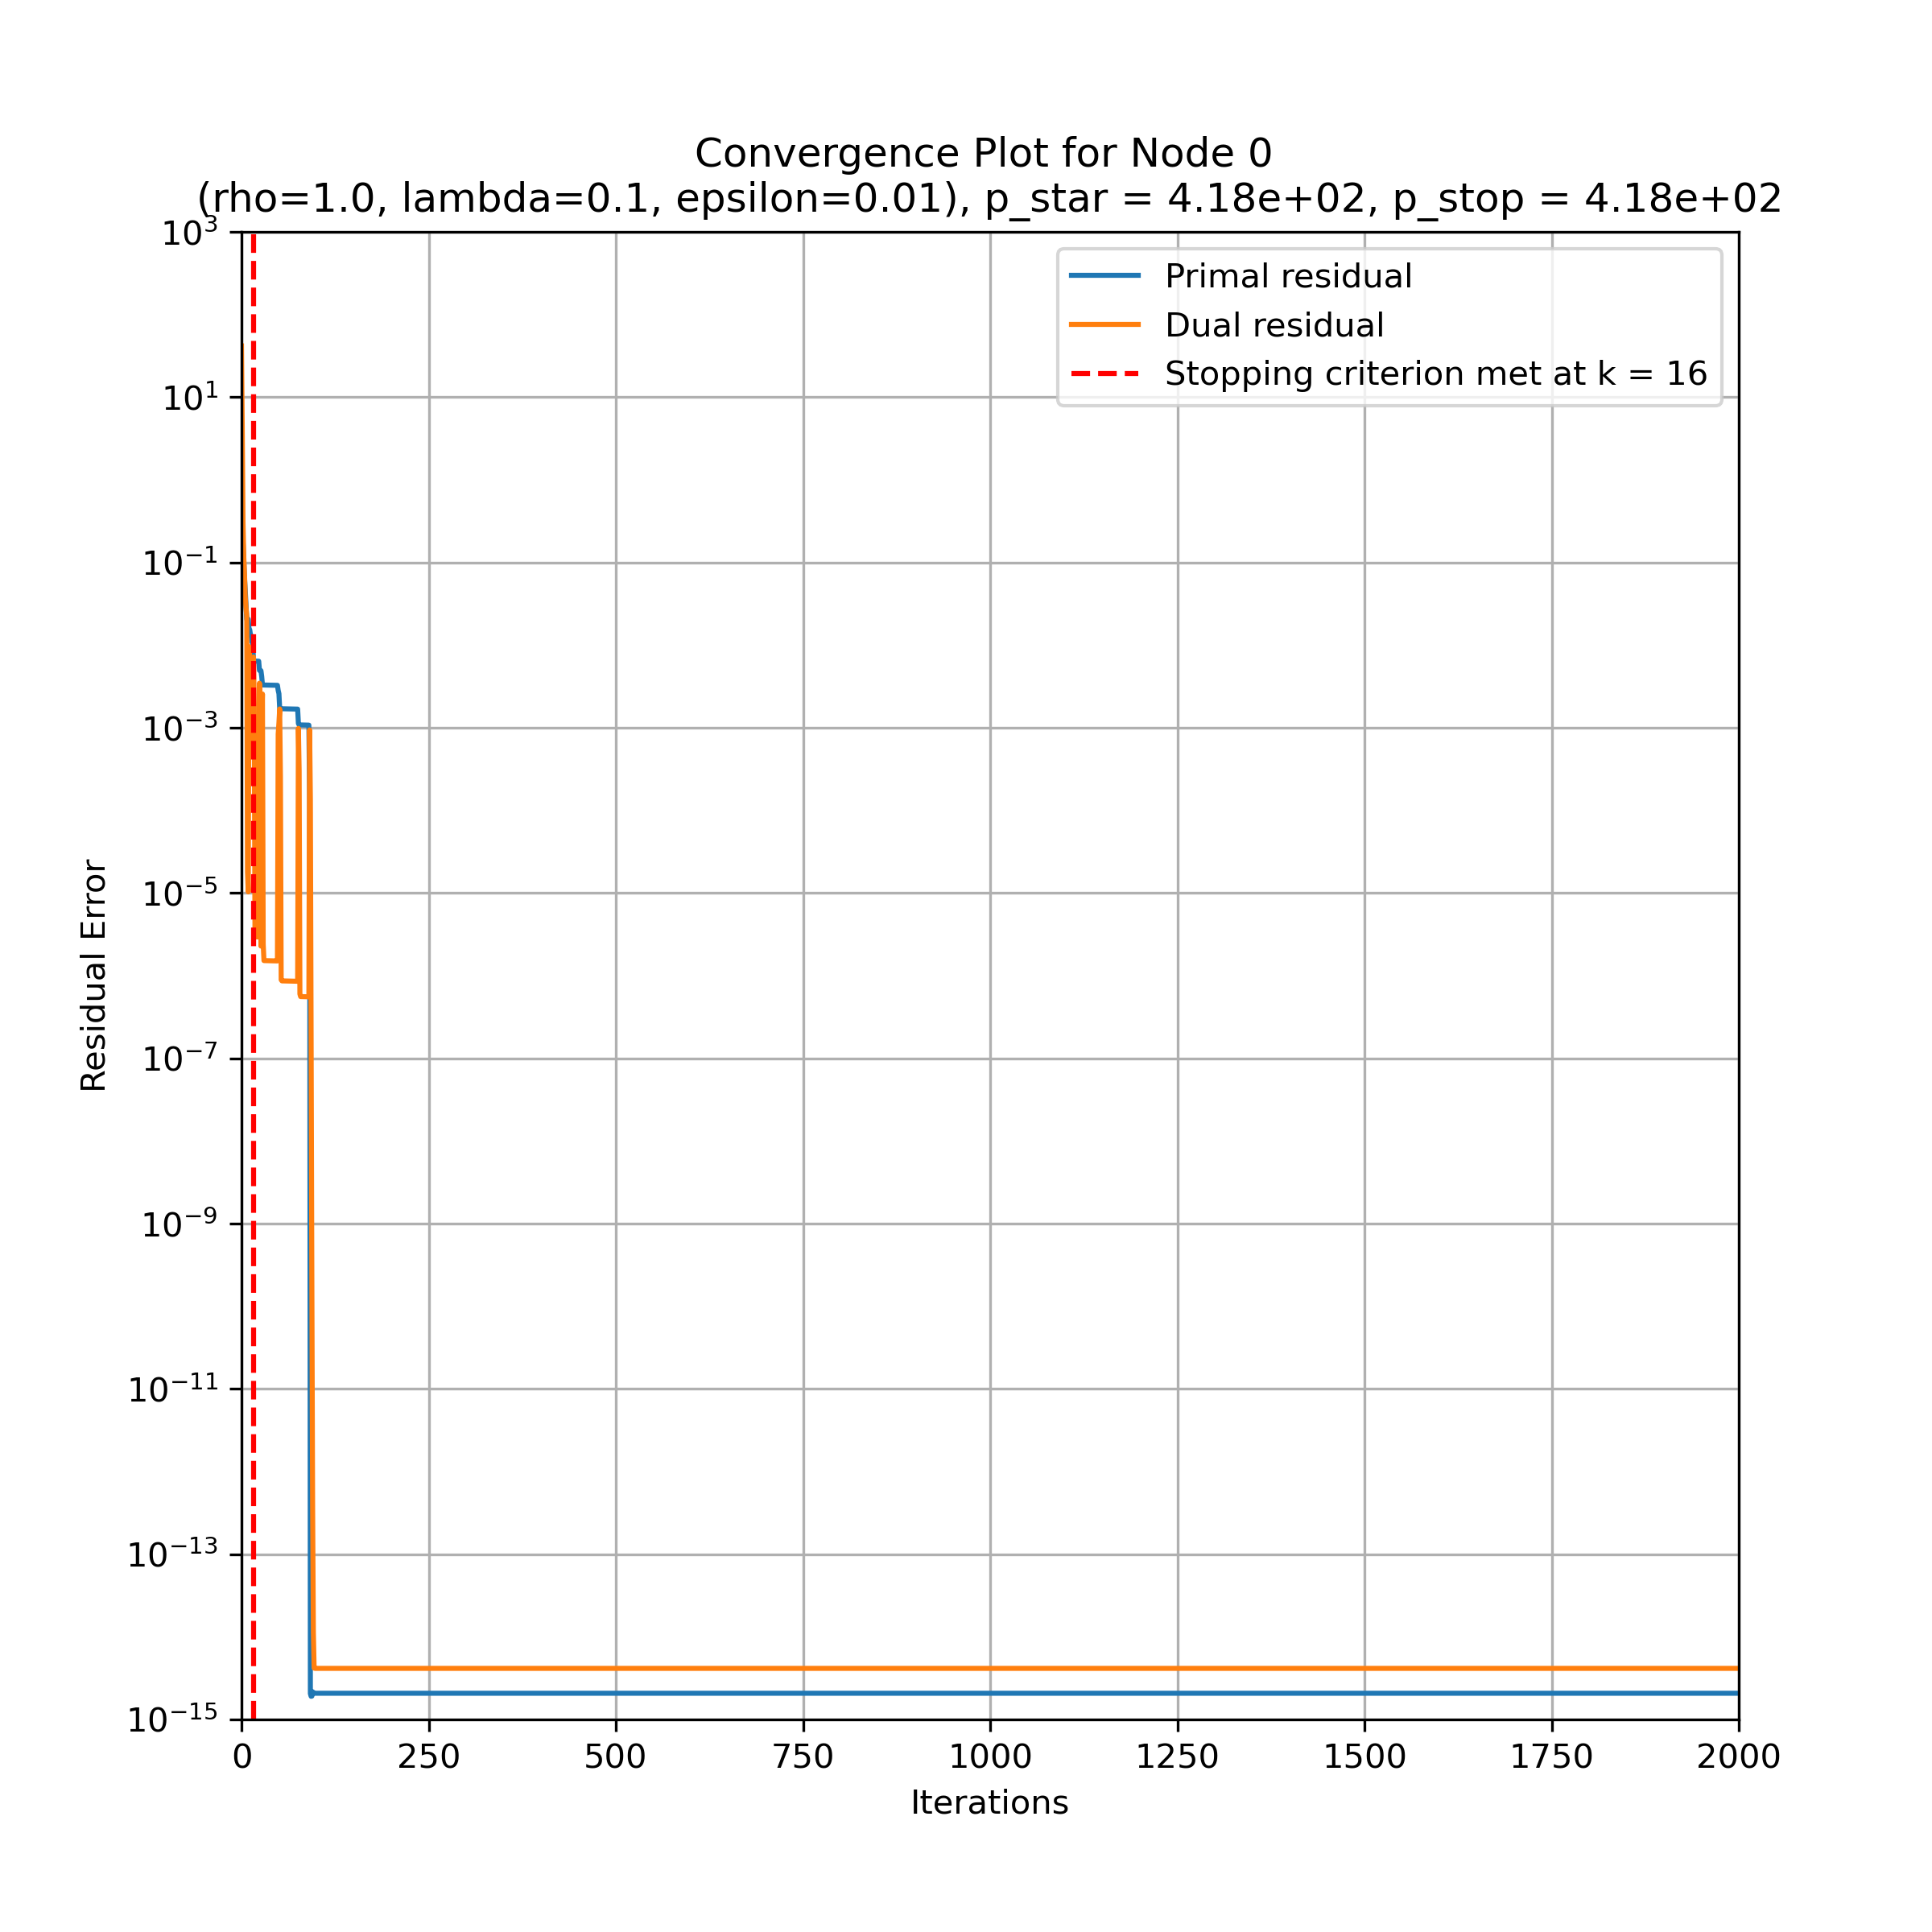 Convergence Plot for Node 0
(rho=1.0, lambda=0.1, epsilon=0.01), p_star = 4.18e+02, p_stop = 4.18e+02
Primal residual
Dual residual
Stopping criterion met at k = 16
Residual Error
10³
10¹
10⁻¹
10⁻³
10⁻⁵
10⁻⁷
10⁻⁹
10⁻¹¹
10⁻¹³
10⁻¹⁵
0 250 500 750 1000 1250 1500 1750 2000
Iterations